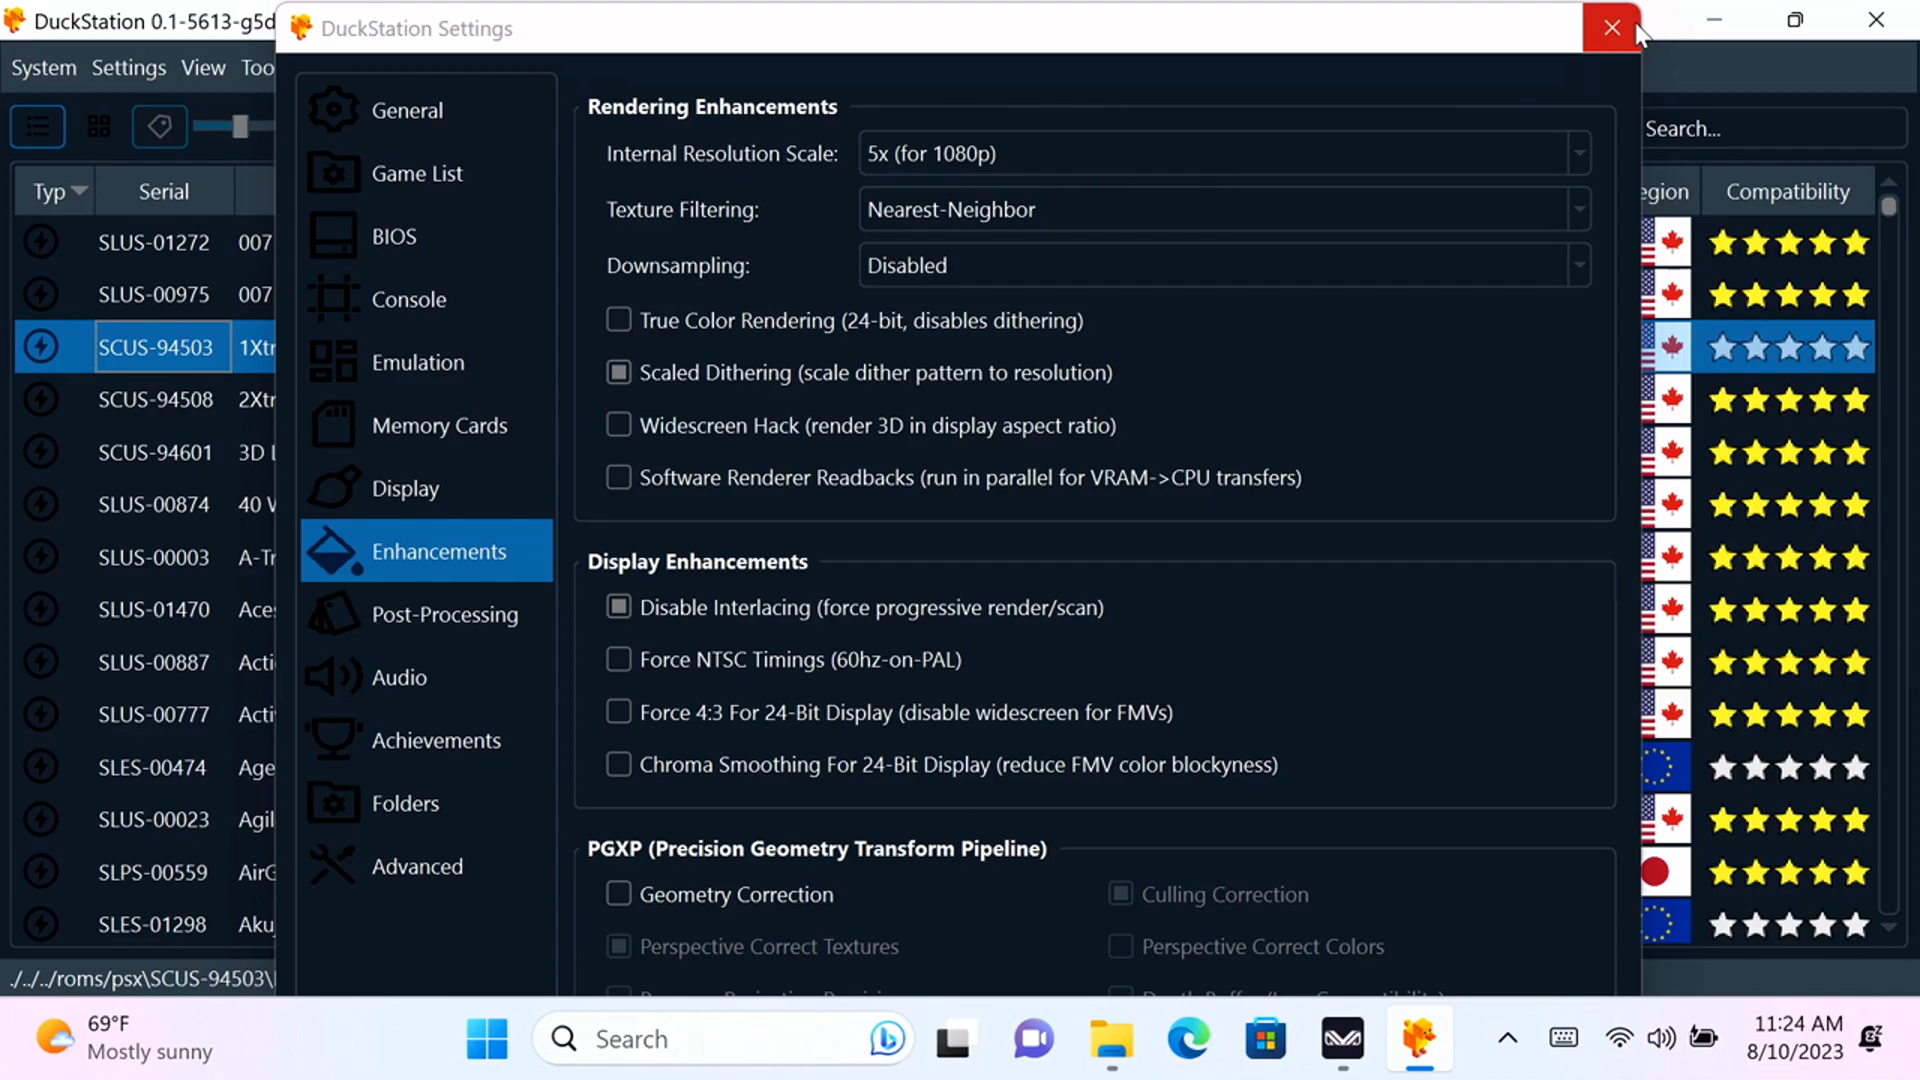 DuckStation 0.1-5613-g5d
DuckStation Settings
System Settings View Too
Search...
Typ Serial
egion Compatibility
SLUS-01272 007
SLUS-00975 007
SCUS-94503 1Xtr
SCUS-94508 2Xtr
SCUS-94601 3D L
SLUS-00874 40 W
SLUS-00003 A-Tr
SLUS-01470 Aces
SLUS-00887 Acti
SLUS-00777 Acti
SLES-00474 Age
SLUS-00023 Agil
SLPS-00559 AirG
SLES-01298 Aku
./../../roms/psx\SCUS-94503\
General
Game List
BIOS
Console
Emulation
Memory Cards
Display
Enhancements
Post-Processing
Audio
Achievements
Folders
Advanced
Rendering Enhancements
Internal Resolution Scale: 5x (for 1080p)
Texture Filtering: Nearest-Neighbor
Downsampling: Disabled
True Color Rendering (24-bit, disables dithering)
Scaled Dithering (scale dither pattern to resolution)
Widescreen Hack (render 3D in display aspect ratio)
Software Renderer Readbacks (run in parallel for VRAM->CPU transfers)
Display Enhancements
Disable Interlacing (force progressive render/scan)
Force NTSC Timings (60hz-on-PAL)
Force 4:3 For 24-Bit Display (disable widescreen for FMVs)
Chroma Smoothing For 24-Bit Display (reduce FMV color blockyness)
PGXP (Precision Geometry Transform Pipeline)
Geometry Correction Culling Correction
Perspective Correct Textures Perspective Correct Colors
69°F
Mostly sunny
Search
11:24 AM
8/10/2023